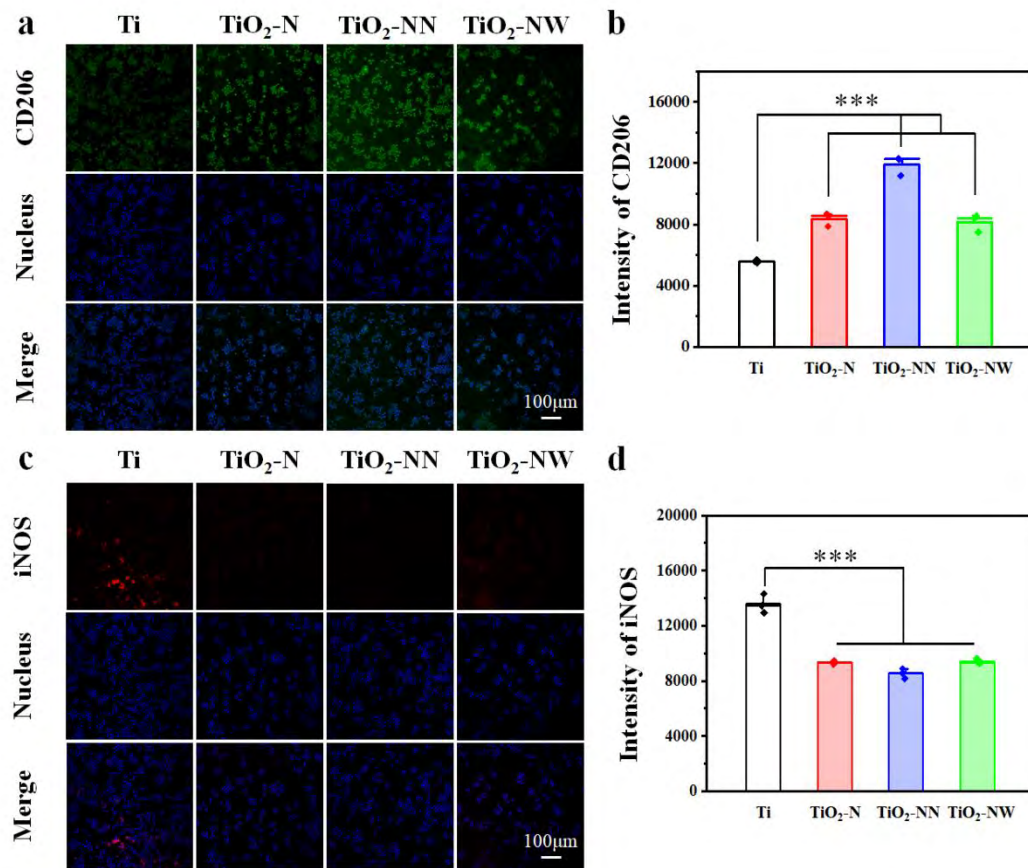 a
Ti TiO₂-N TiO₂-NN TiO₂-NW
CD206
Nucleus
Merge
100μm
b
Intensity of CD206
16000
12000
8000
4000
0
***
Ti TiO₂-N TiO₂-NN TiO₂-NW
c
Ti TiO₂-N TiO₂-NN TiO₂-NW
iNOS
Nucleus
Merge
100μm
d
Intensity of iNOS
20000
16000
12000
8000
4000
0
***
Ti TiO₂-N TiO₂-NN TiO₂-NW